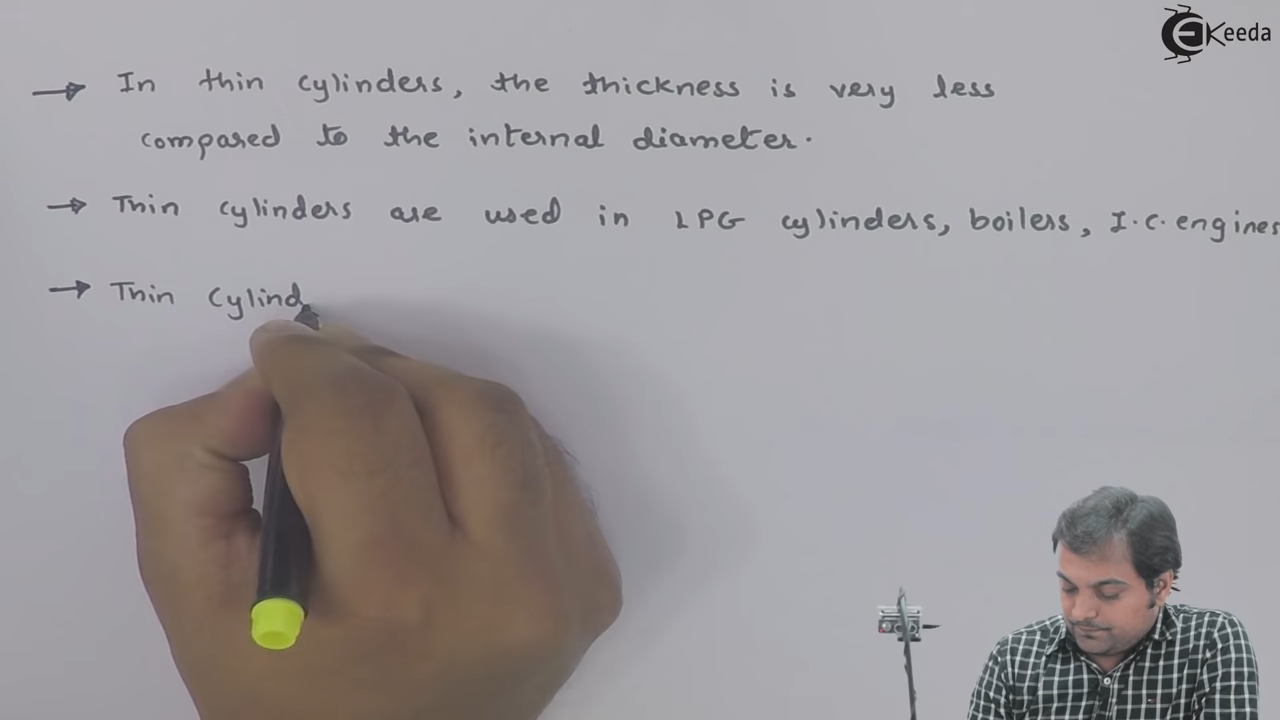 EKeeda
→ In thin cylinders, the thickness is very less
compared to the internal diameter.
→ Thin cylinders are used in LPG cylinders, boilers, I.C. engines
→ Thin Cylind